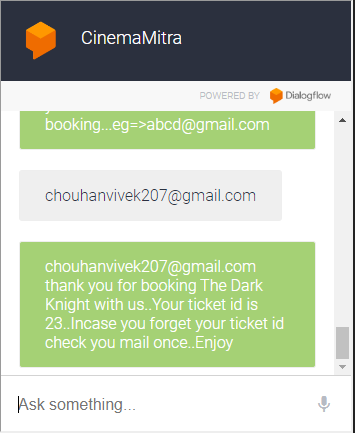 CinemaMitra
POWERED BY Dialogflow
booking...eg=>abcd@gmail.com
chouhanvivek207@gmail.com
chouhanvivek207@gmail.com
thank you for booking The Dark
Knight with us..Your ticket id is
23..Incase you forget your ticket id
check you mail once..Enjoy
Ask something...